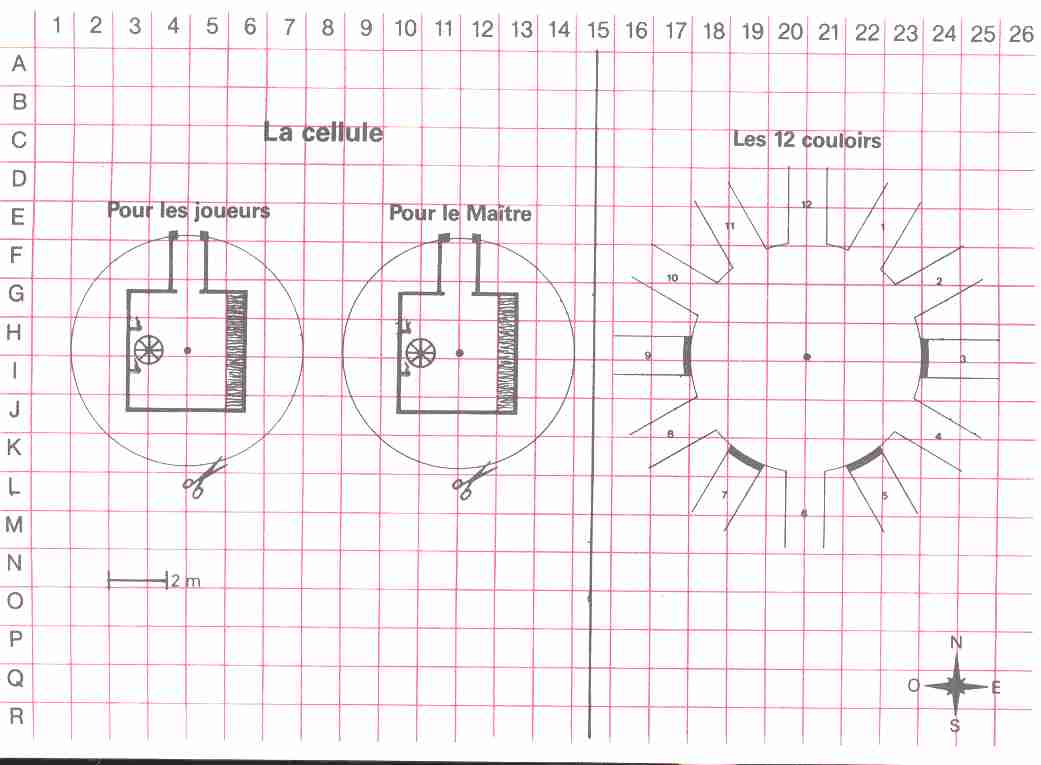 1 2 3 4 5 6 7 8 9 10 11 12 13 14 15 16 17 18 19 20 21 22 23 24 25 26
A
B
C
D
E
F
G
H
I
J
K
L
M
N
O
P
Q
R
La cellule
Pour les joueurs
Pour le Maître
2 m
Les 12 couloirs
12
11
1
10
2
9
3
8
4
7
5
6
N
O E
S